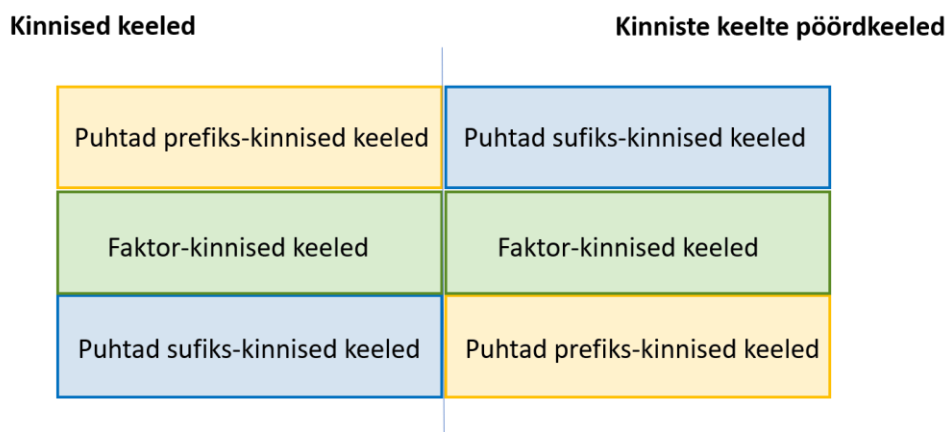 Kinnised keeled
Kinniste keelte pöördkeeled
Puhtad prefiks-kinnised keeled
Puhtad sufiks-kinnised keeled
Faktor-kinnised keeled
Faktor-kinnised keeled
Puhtad sufiks-kinnised keeled
Puhtad prefiks-kinnised keeled